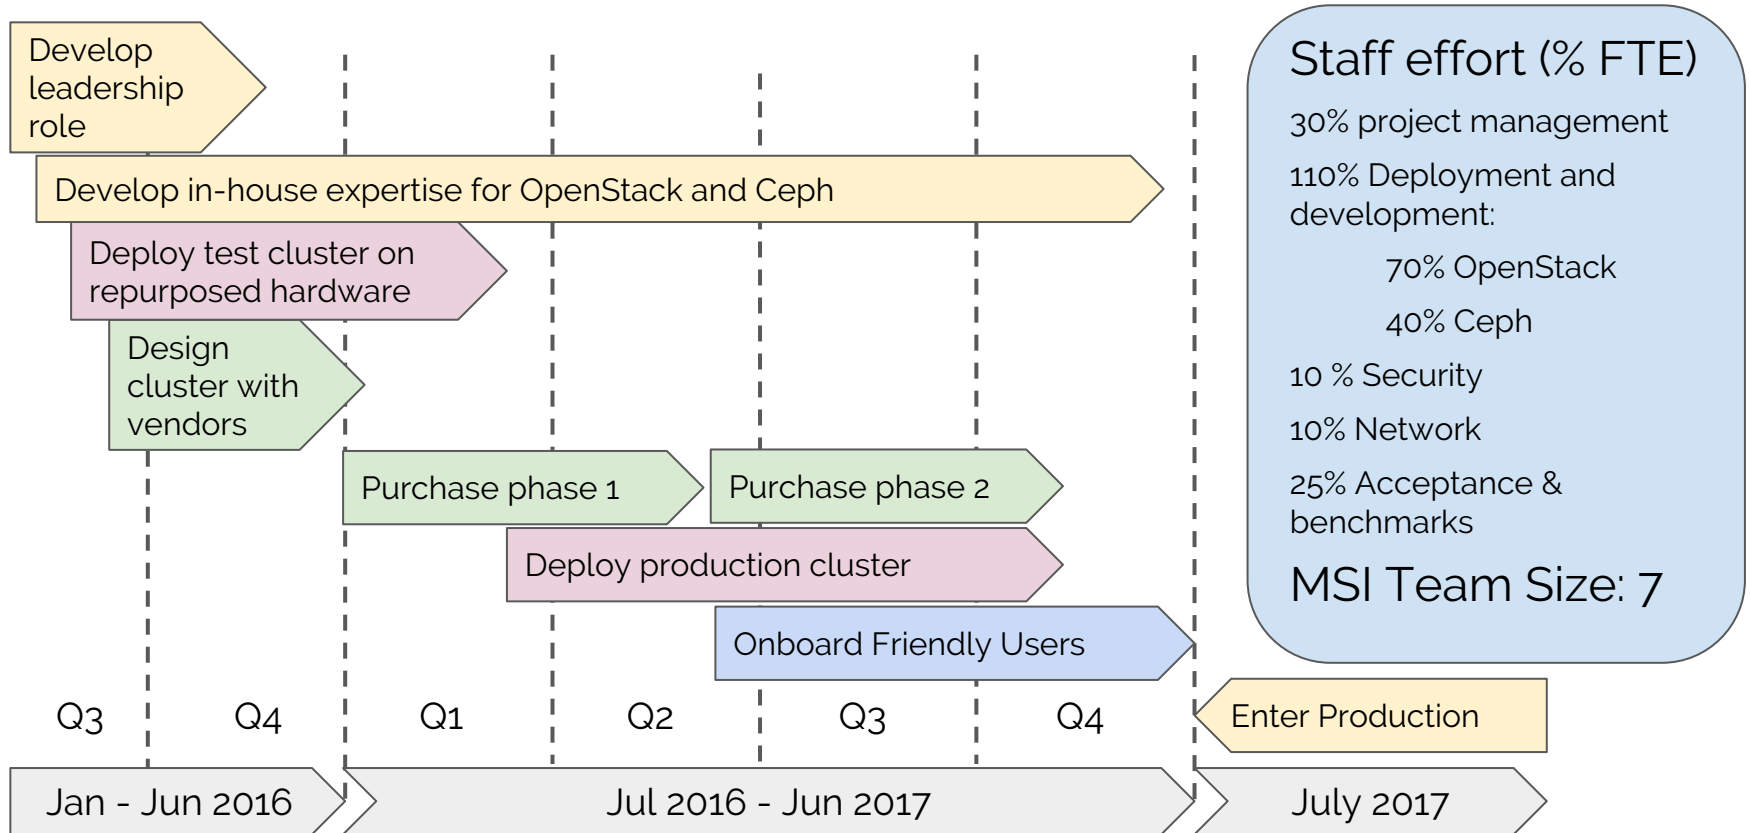 Develop
leadership
role
Develop in-house expertise for OpenStack and Ceph
Deploy test cluster on
repurposed hardware
Design
cluster with
vendors
Purchase phase 1
Purchase phase 2
Deploy production cluster
Onboard Friendly Users
Enter Production
Q3
Q4
Q1
Q2
Q3
Q4
Jan - Jun 2016
Jul 2016 - Jun 2017
July 2017
Staff effort (% FTE)
30% project management
110% Deployment and
development:
70% OpenStack
40% Ceph
10 % Security
10% Network
25% Acceptance &
benchmarks
MSI Team Size: 7